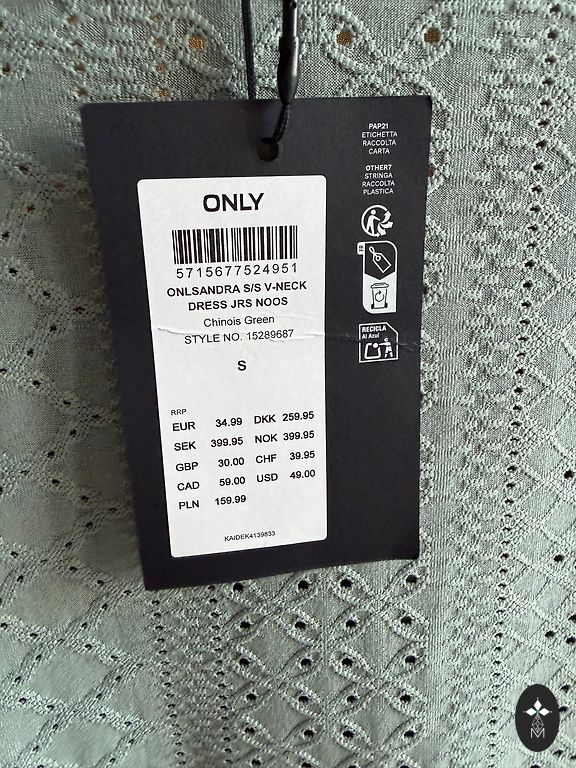 PAP21
ETICHETTA
RACCOLTA
CARTA
OTHER7
STRINGA
RACCOLTA
PLASTICA
FR
RECICLA
Al Azul
ONLY
5715677524951
ONLSANDRA S/S V-NECK
DRESS JRS NOOS
Chinois Green
STYLE NO. 15289687
S
RRP
EUR 34.99 DKK 259.95
SEK 399.95 NOK 399.95
GBP 30.00 CHF 39.95
CAD 59.00 USD 49.00
PLN 159.99
KAIDEK4139833
M